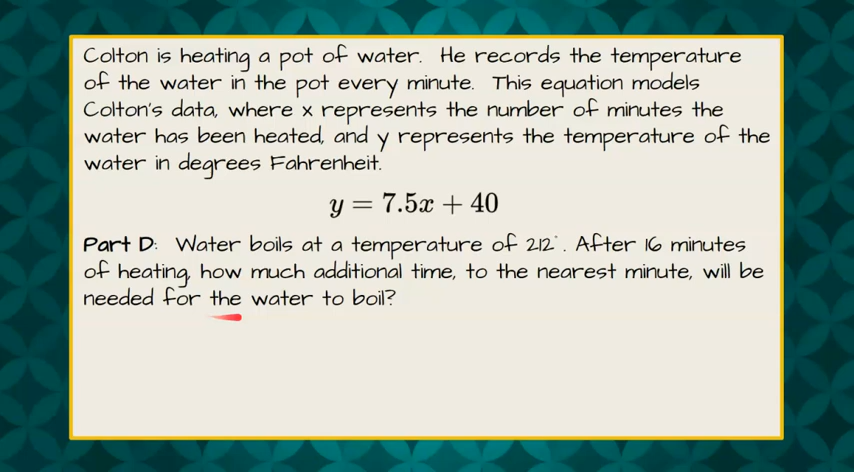 Colton is heating a pot of water. He records the temperature
of the water in the pot every minute. This equation models
Colton's data, where x represents the number of minutes the
water has been heated, and y represents the temperature of the
water in degrees Fahrenheit.
y = 7.5x + 40
Part D: Water boils at a temperature of 212°. After 16 minutes
of heating, how much additional time, to the nearest minute, will be
needed for the water to boil?